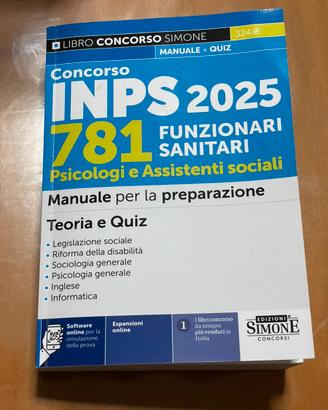 LIBRO CONCORSO SIMONE
324/6
MANUALE + QUIZ
Concorso
INPS 2025
781 FUNZIONARI
SANITARI
Psicologi e Assistenti sociali
Manuale per la preparazione
Teoria e Quiz
• Legislazione sociale
• Riforma della disabilità
• Sociologia generale
• Psicologia generale
• Inglese
• Informatica
Software
online per la
simulazione
della prova
Espansioni
online
1
I libri concorso
da sempre
più venduti in
Italia
EDIZIONI
SIMONE
CONCORSI